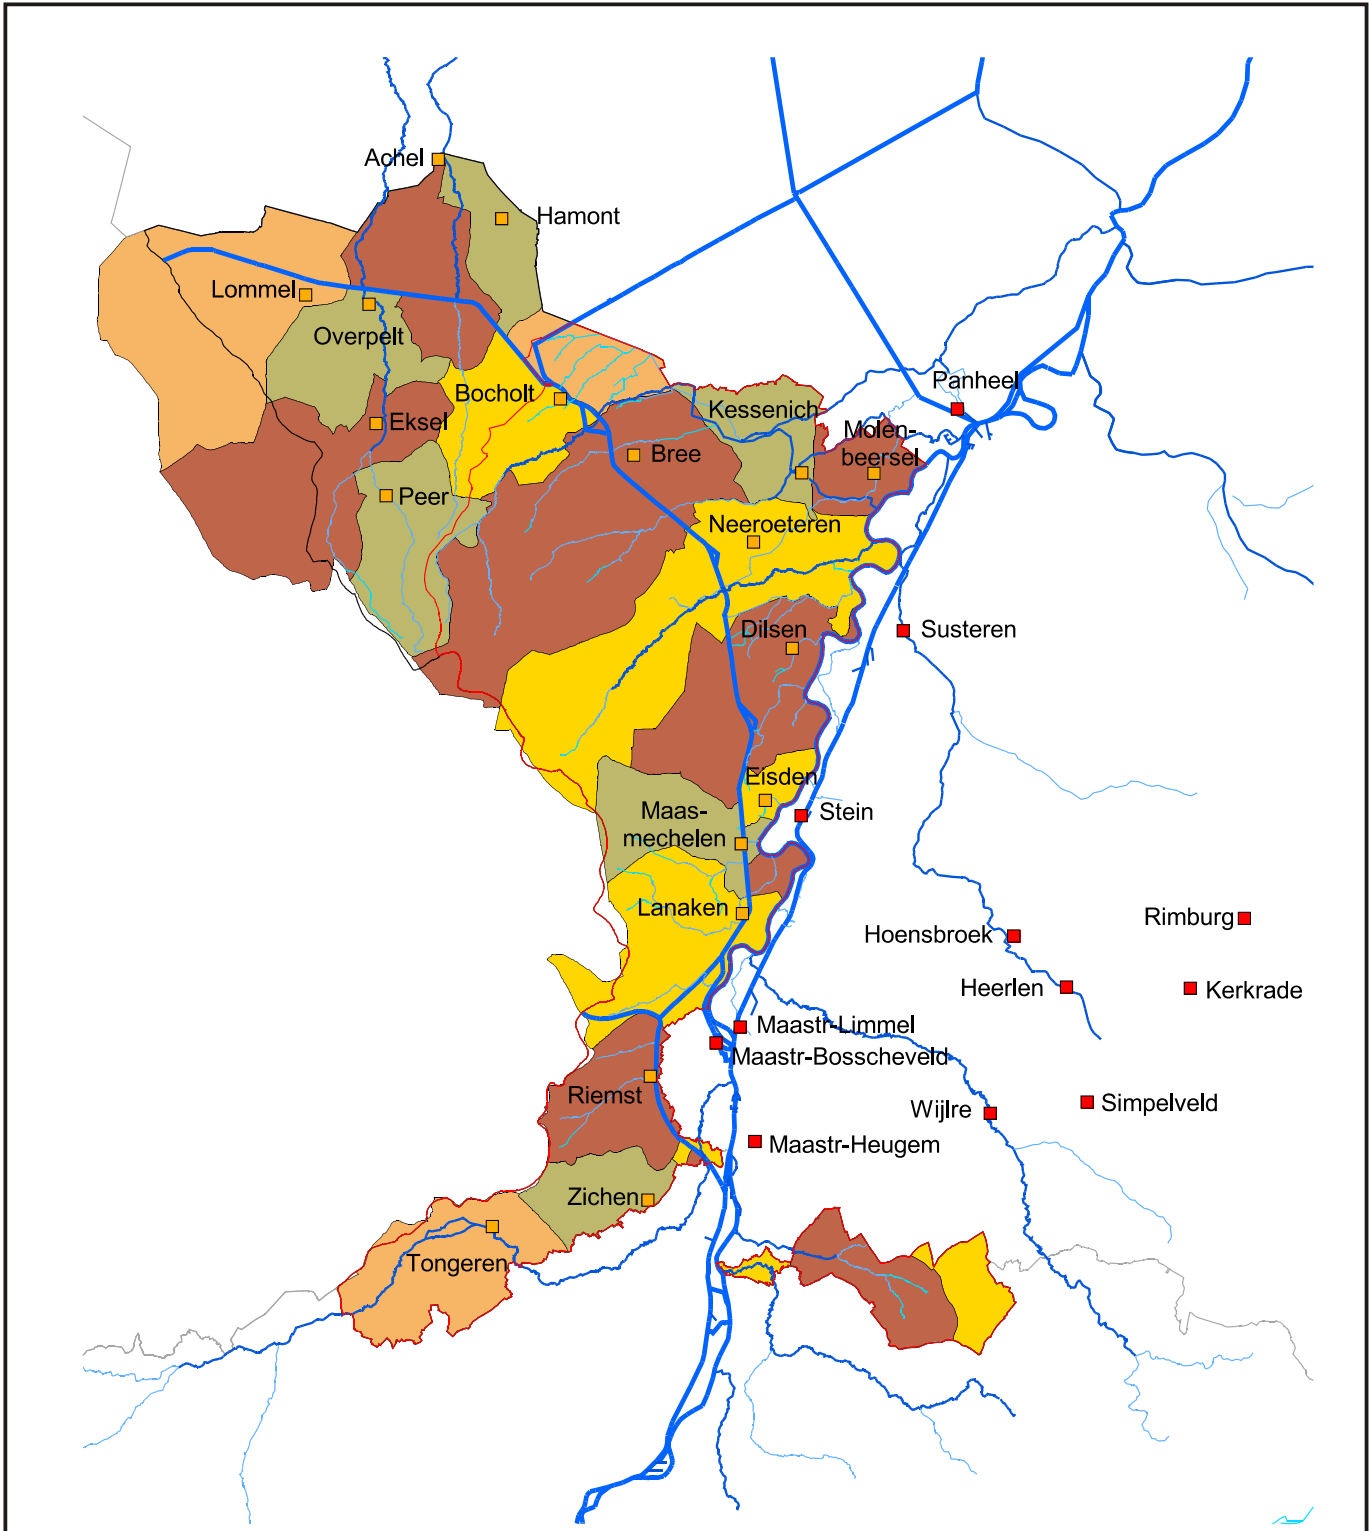 Achel
Hamont
Lommel
Overpelt
Panheel
Bocholt
Kessenich
Eksel
Molen-
beersel
Bree
Peer
Neeroeteren
Dilsen
Susteren
Eisden
Stein
Maas-
mechelen
Lanaken
Rimburg
Hoensbroek
Heerlen
Kerkrade
Maastr-Limmel
Maastr-Bosscheveld
Riemst
Wijlre
Simpelveld
Maastr-Heugem
Zichen
Tongeren